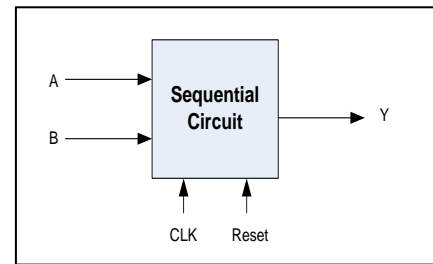 A
B
Sequential
Circuit
Y
CLK Reset